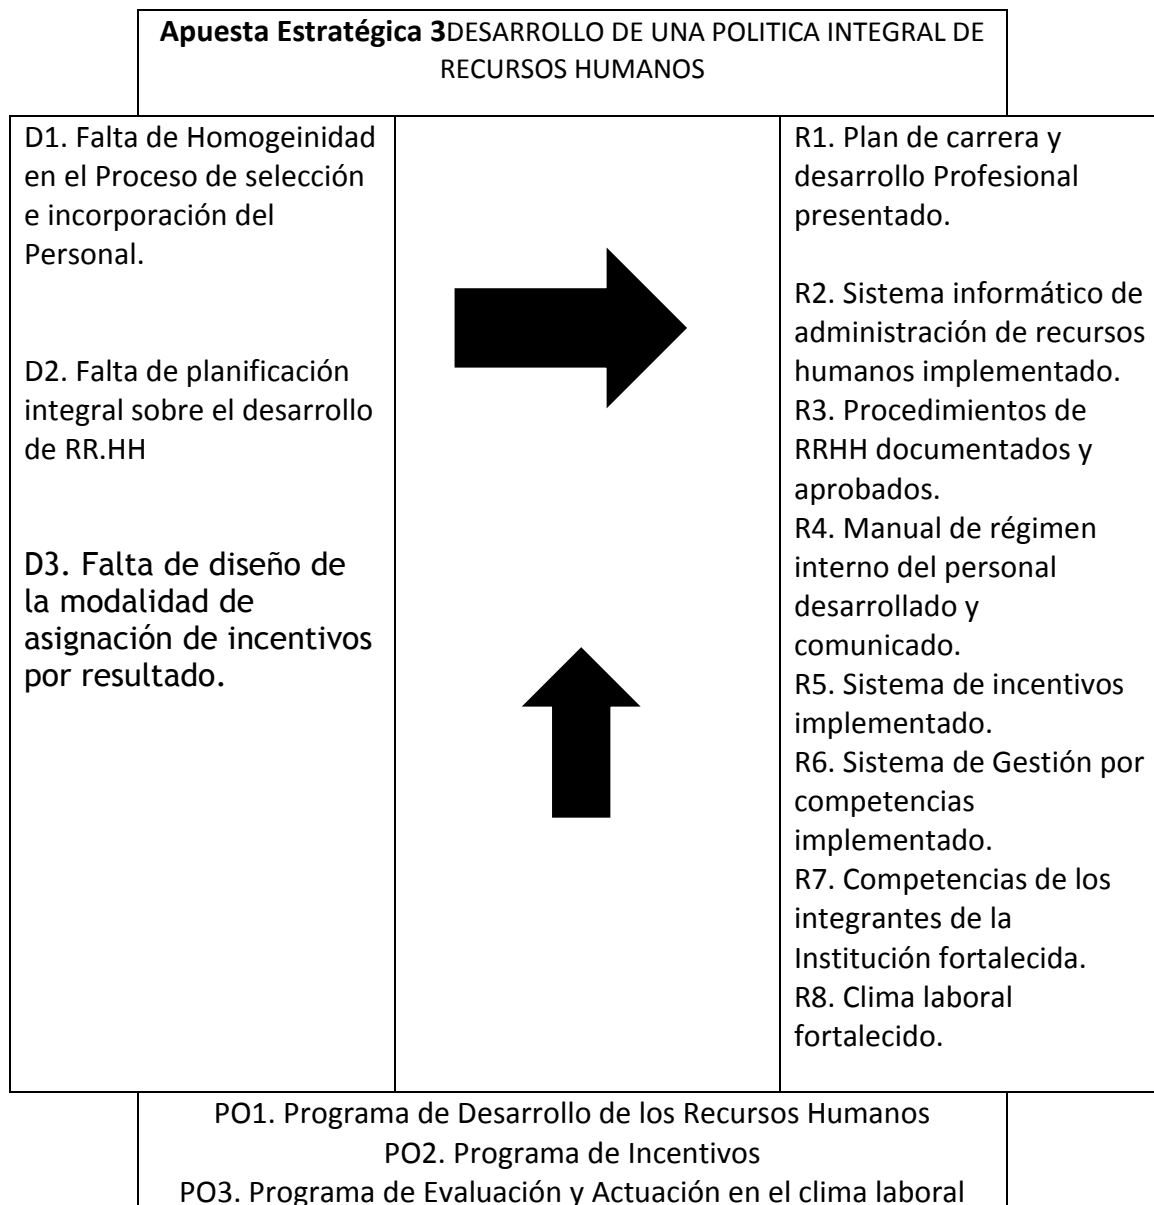 Apuesta Estratégica 3DESARROLLO DE UNA POLITICA INTEGRAL DE
RECURSOS HUMANOS
D1. Falta de Homogeinidad
en el Proceso de selección
e incorporación del
Personal.
D2. Falta de planificación
integral sobre el desarrollo
de RR.HH
D3. Falta de diseño de
la modalidad de
asignación de incentivos
por resultado.
R1. Plan de carrera y
desarrollo Profesional
presentado.
R2. Sistema informático de
administración de recursos
humanos implementado.
R3. Procedimientos de
RRHH documentados y
aprobados.
R4. Manual de régimen
interno del personal
desarrollado y
comunicado.
R5. Sistema de incentivos
implementado.
R6. Sistema de Gestión por
competencias
implementado.
R7. Competencias de los
integrantes de la
Institución fortalecida.
R8. Clima laboral
fortalecido.
PO1. Programa de Desarrollo de los Recursos Humanos
PO2. Programa de Incentivos
PO3. Programa de Evaluación y Actuación en el clima laboral